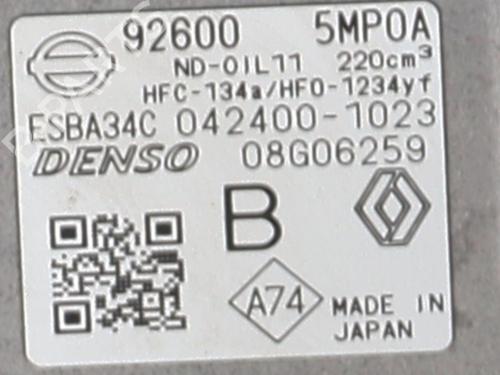 92600 5MP0A
ND-OIL11 220cm³
HFC-134a/HFO-1234yf
ESBA34C 042400-1023
DENSO 08G06259
B
A74
MADE IN
JAPAN